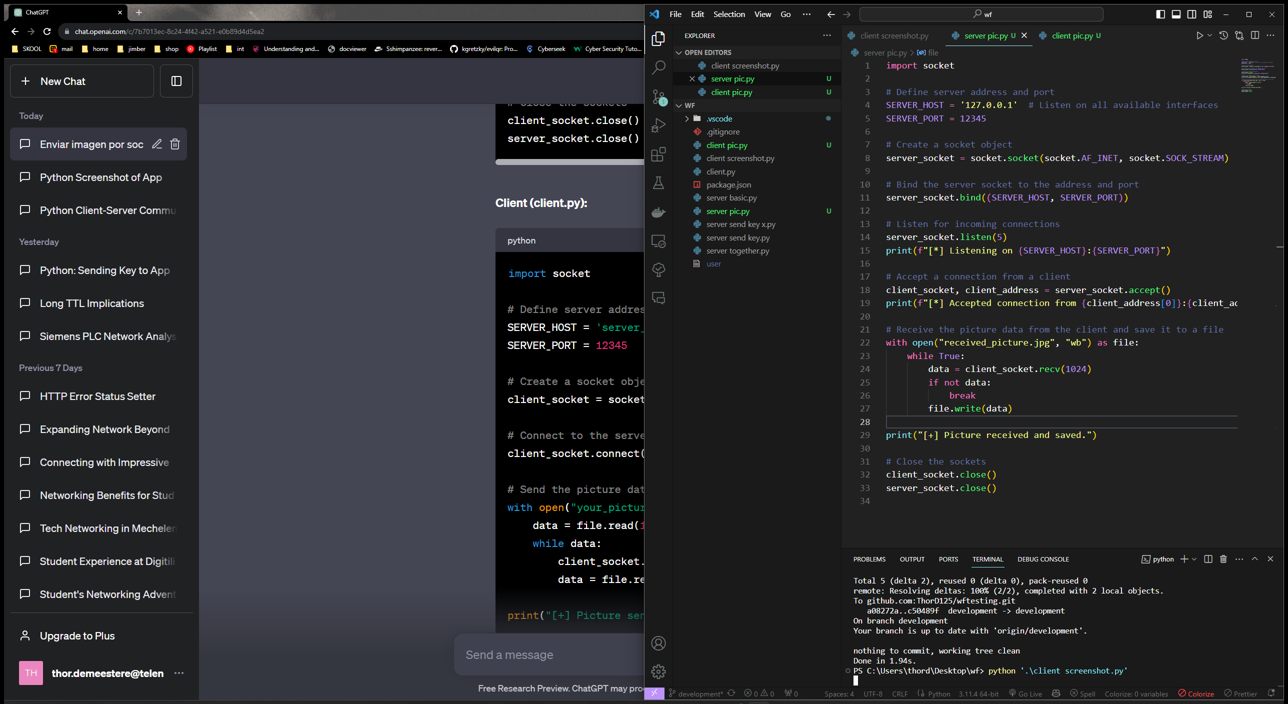 ChatGPT
chat.openai.com/c/7b7013ec-8c24-4f42-a521-e0b89d4d5ea2
SKOOL
mail
home
jimber
shop
Playlist
int
Understanding and...
docviewer
Sshimparizee: rever...
kgretzky/evilqr: Pro...
Cyberseek
Cyber Security Tuto...
New Chat
Today
Enviar imagen por soc
Python Screenshot of App
Python Client-Server Commu
Yesterday
Python: Sending Key to App
Long TTL Implications
Siemens PLC Network Analys
Previous 7 Days
HTTP Error Status Setter
Expanding Network Beyond
Connecting with Impressive
Networking Benefits for Stud
Tech Networking in Mechelen
Student Experience at Digitili
Student's Networking Advent
Upgrade to Plus
TH
thor.demeestere@telen
# Close the sockets
client_socket.close()
server_socket.close()
Client (client.py):
python
import socket
# Define server addres
SERVER_HOST = 'server_
SERVER_PORT = 12345
# Create a socket obje
client_socket = socket
# Connect to the serve
client_socket.connect(
# Send the picture dat
with open("your_pictur
data = file.read(1
while data:
client_socket.
data = file.re
print("[+] Picture sen
Send a message
Free Research Preview. ChatGPT may pro
File Edit Selection View Go ···
wf
EXPLORER
OPEN EDITORS
client screenshot.py
server pic.py U
client pic.py U
WF
.vscode
.gitignore
client pic.py U
client screenshot.py
client.py
package.json
server basic.py
server pic.py U
server send key x.py
server send key.py
server together.py
user
client screenshot.py
server pic.py U
client pic.py U
server pic.py > file
1 import socket
2
3 # Define server address and port
4 SERVER_HOST = '127.0.0.1' # Listen on all available interfaces
5 SERVER_PORT = 12345
6
7 # Create a socket object
8 server_socket = socket.socket(socket.AF_INET, socket.SOCK_STREAM)
9
10 # Bind the server socket to the address and port
11 server_socket.bind((SERVER_HOST, SERVER_PORT))
12
13 # Listen for incoming connections
14 server_socket.listen(5)
15 print(f"[*] Listening on {SERVER_HOST}:{SERVER_PORT}")
16
17 # Accept a connection from a client
18 client_socket, client_address = server_socket.accept()
19 print(f"[*] Accepted connection from {client_address[0]}:{client_ad
20
21 # Receive the picture data from the client and save it to a file
22 with open("received_picture.jpg", "wb") as file:
23 while True:
24 data = client_socket.recv(1024)
25 if not data:
26 break
27 file.write(data)
28
29 print("[+] Picture received and saved.")
30
31 # Close the sockets
32 client_socket.close()
33 server_socket.close()
34
PROBLEMS OUTPUT PORTS TERMINAL DEBUG CONSOLE
python
Total 5 (delta 2), reused 0 (delta 0), pack-reused 0
remote: Resolving deltas: 100% (2/2), completed with 2 local objects.
To github.com:ThorD125/wftesting.git
a08272a..c50489f development -> development
On branch development
Your branch is up to date with 'origin/development'.
nothing to commit, working tree clean
Done in 1.94s.
PS C:\Users\thord\Desktop\wf> python '.\client screenshot.py'
development* 0 0 0 Spaces: 4 UTF-8 CRLF Python 3.11.4 64-bit Go Live Spell Colorize: 0 variables Colorize Prettier